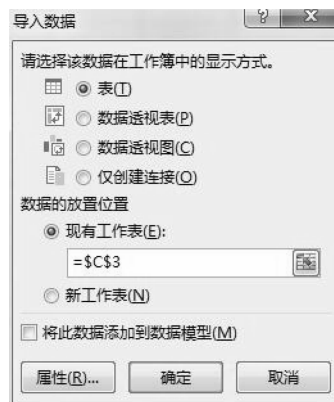 导入数据
请选择该数据在工作簿中的显示方式。
表(T)
数据透视表(P)
数据透视图(C)
仅创建连接(O)
数据的放置位置
现有工作表(E):
=$C$3
新工作表(N)
将此数据添加到数据模型(M)
属性(R)... 确定 取消